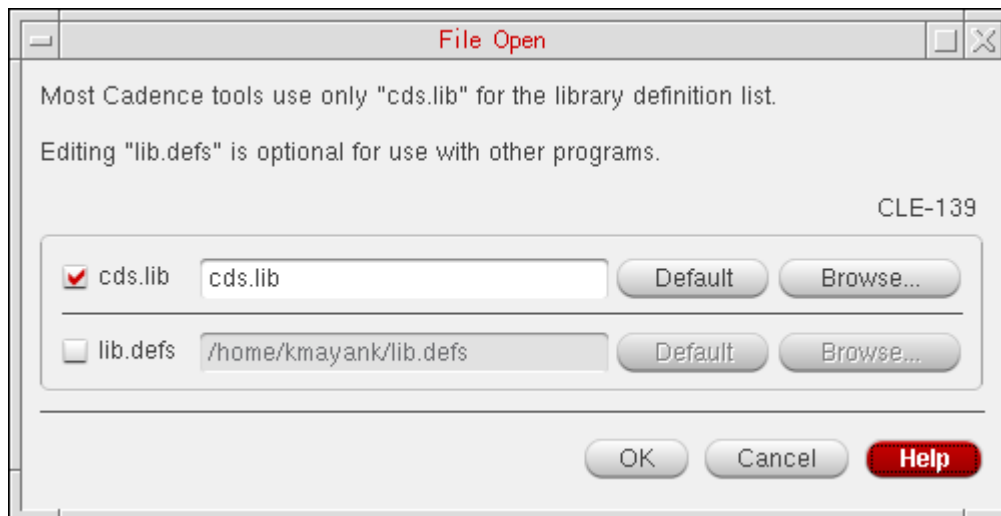 File Open
Most Cadence tools use only "cds.lib" for the library definition list.
Editing "lib.defs" is optional for use with other programs.
CLE-139
cds.lib cds.lib Default Browse...
lib.defs /home/kmayank/lib.defs Default Browse...
OK Cancel Help